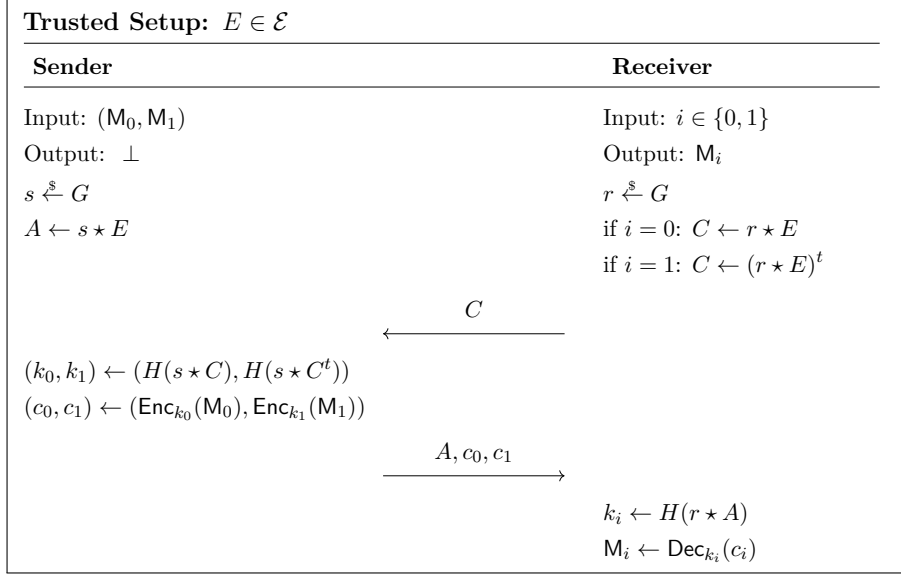 Trusted Setup: E ∈ ℰ
Sender Receiver
Input: (M₀, M₁) Input: i ∈ {0, 1}
Output: ⊥ Output: Mᵢ
s ←$ G r ←$ G
A ← s ⋆ E if i = 0: C ← r ⋆ E
if i = 1: C ← (r ⋆ E)ᵗ
C
(k₀, k₁) ← (H(s ⋆ C), H(s ⋆ Cᵗ))
(c₀, c₁) ← (Enc_{k₀}(M₀), Enc_{k₁}(M₁))
A, c₀, c₁
kᵢ ← H(r ⋆ A)
Mᵢ ← Dec_{kᵢ}(cᵢ)